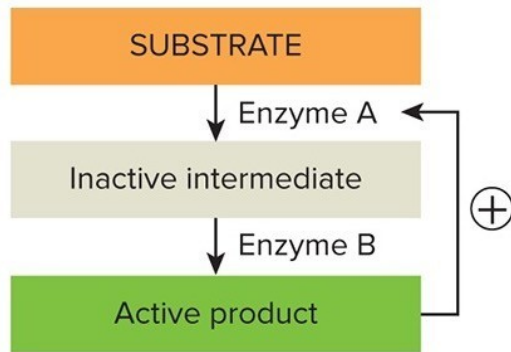 SUBSTRATE
Enzyme A
Inactive intermediate
+
Enzyme B
Active product